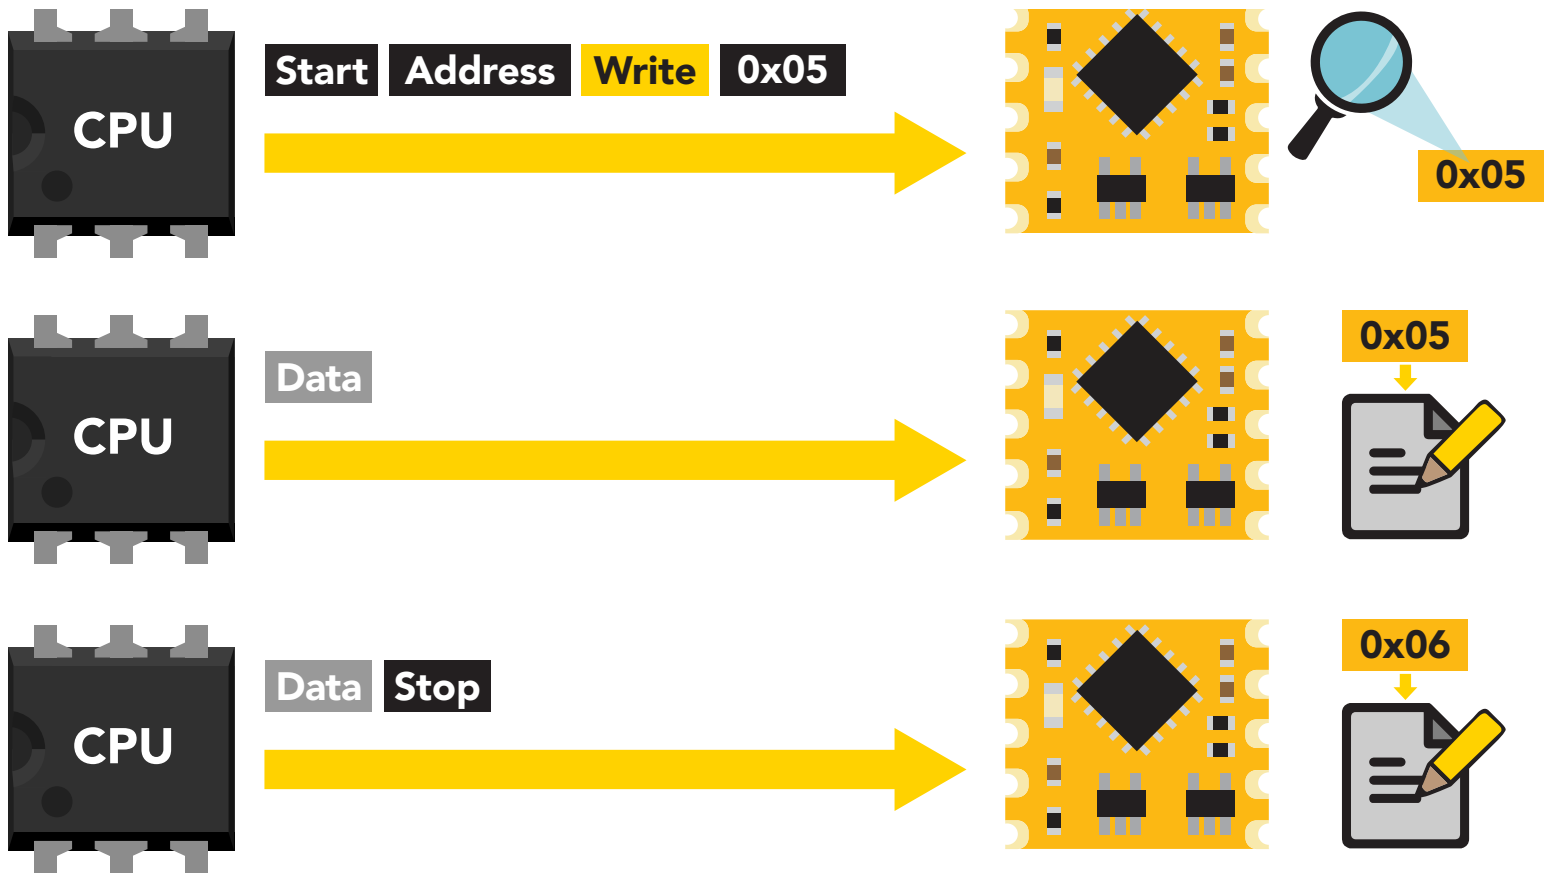 CPU
Start Address Write 0x05
0x05
CPU
Data
0x05
CPU
Data Stop
0x06